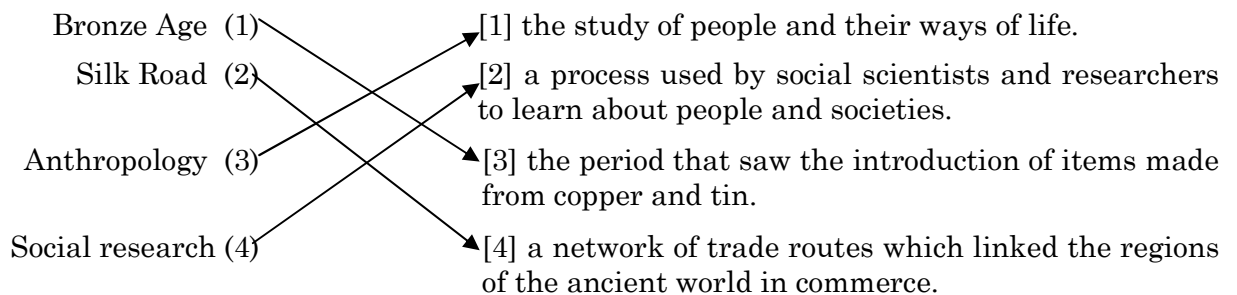 Bronze Age (1) [1] the study of people and their ways of life.
Silk Road (2) [2] a process used by social scientists and researchers
to learn about people and societies.
Anthropology (3) [3] the period that saw the introduction of items made
from copper and tin.
Social research (4) [4] a network of trade routes which linked the regions
of the ancient world in commerce.